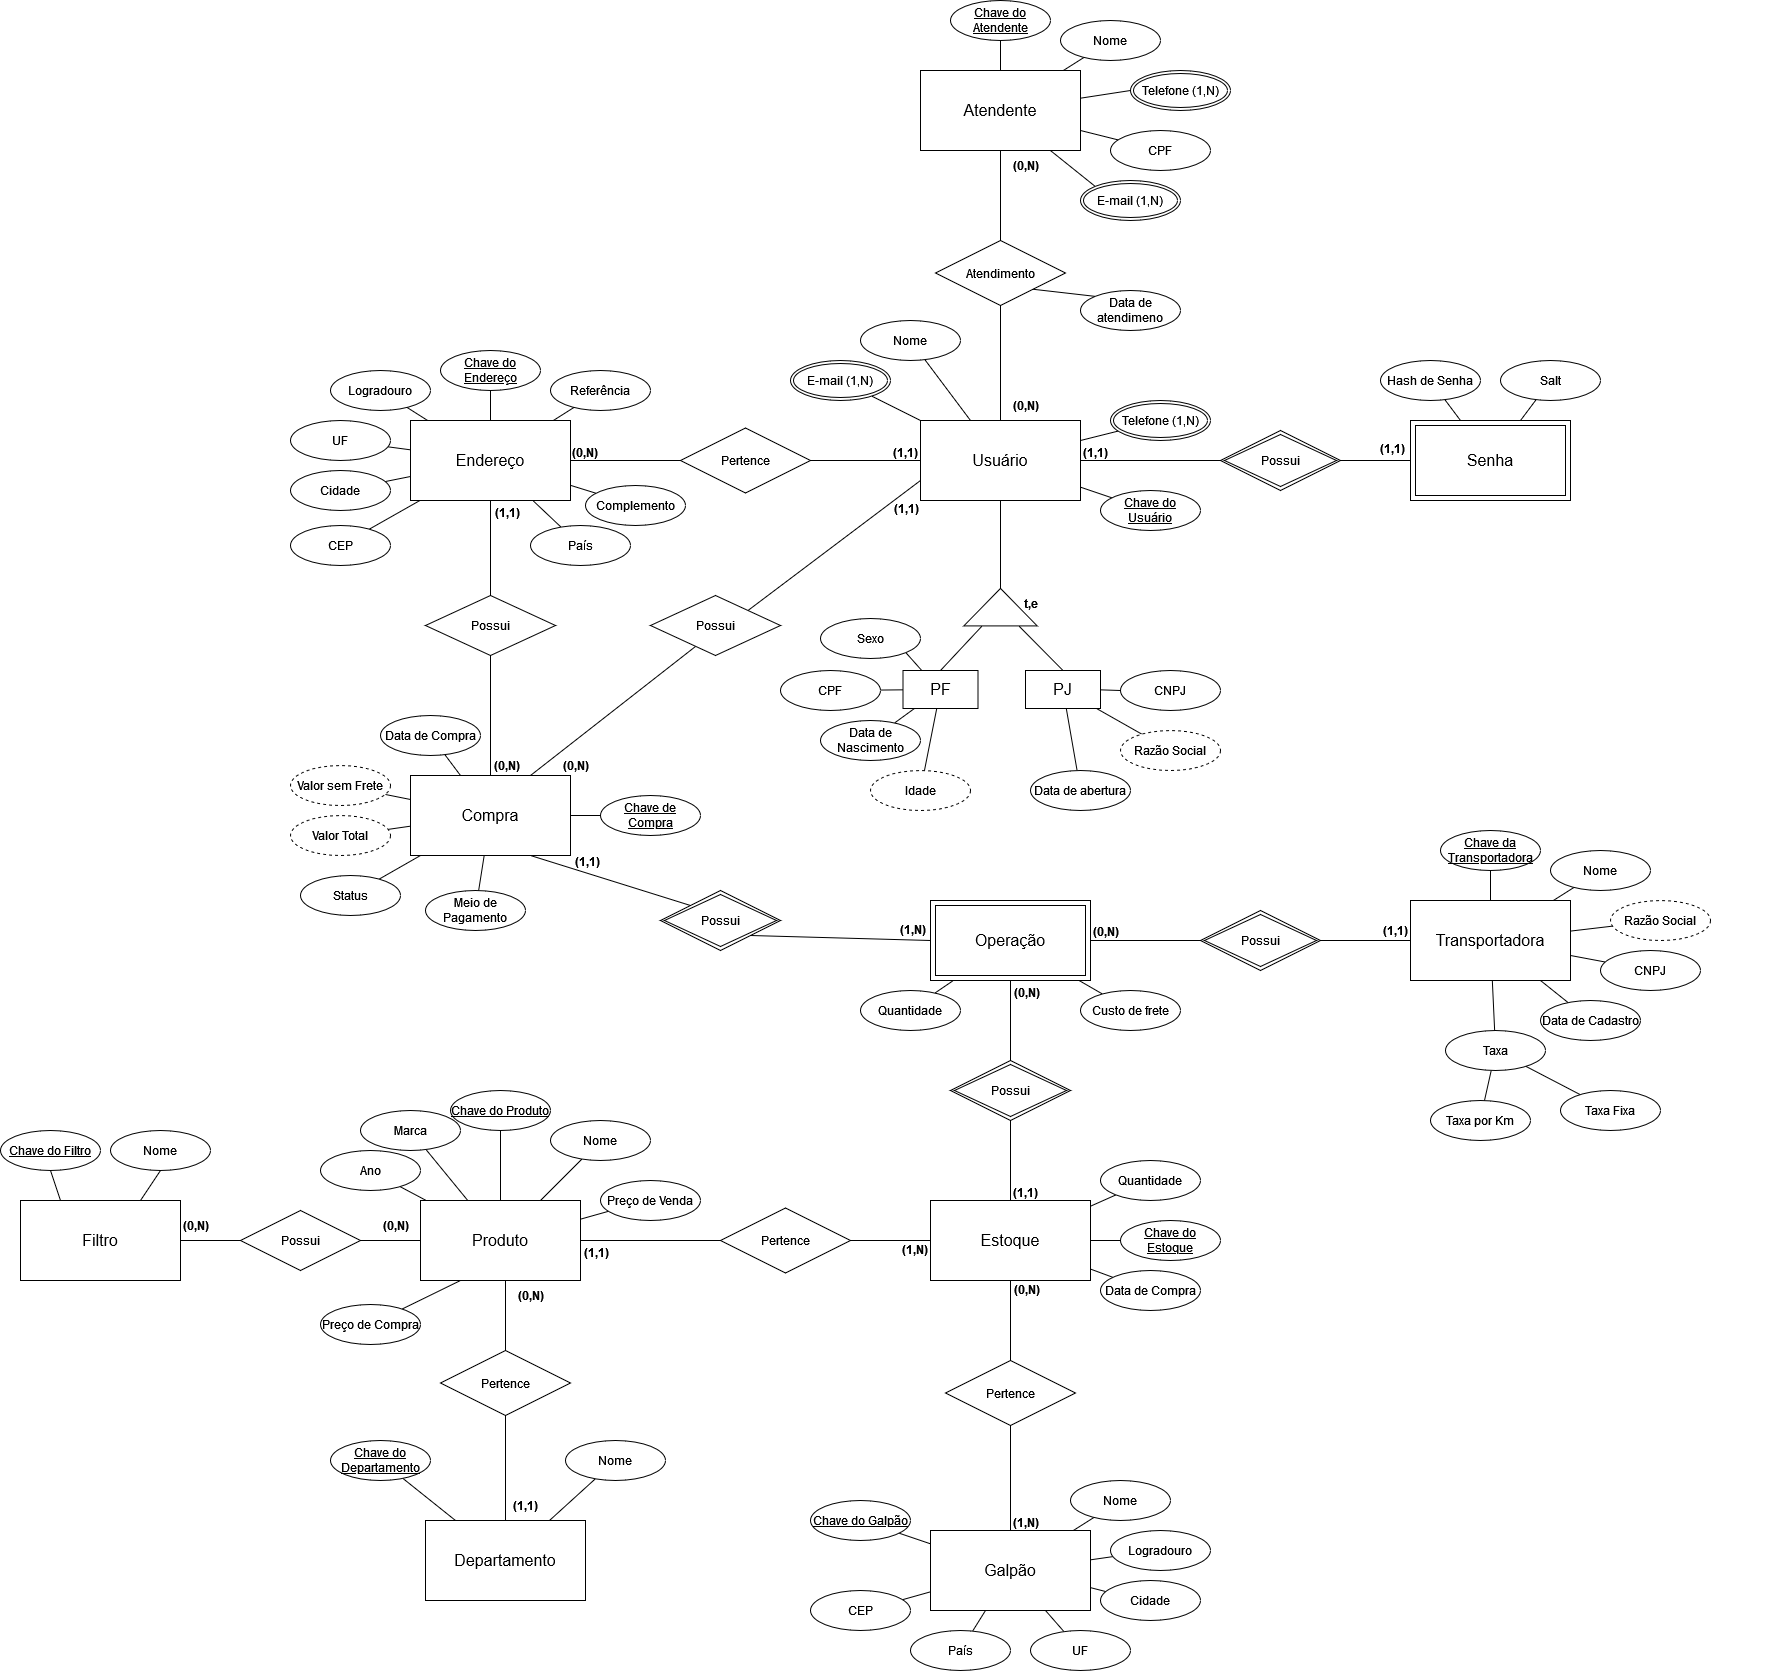 Chave do
Atendente
Nome
Telefone (1,N)
Atendente
CPF
(0,N)
E-mail (1,N)
Atendimento
Data de
atendimeno
Nome
E-mail (1,N)
(0,N)
Telefone (1,N)
Chave do
Endereço
Logradouro
Referência
UF
Endereço
Cidade
CEP
País
Complemento
(0,N)
Pertence
(1,1)
Usuário
(1,1)
Possui
(1,1)
Hash de Senha
Salt
Senha
Chave do
Usuário
(1,1)
(1,1)
Possui
Possui
t,e
Sexo
CPF
PF
Data de
Nascimento
Idade
PJ
CNPJ
Razão Social
Data de abertura
Data de Compra
(0,N)
(0,N)
Valor sem Frete
Compra
Chave de
Compra
Valor Total
Status
Meio de
Pagamento
(1,1)
Possui
(1,N)
Operação
(0,N)
Possui
(1,1)
Chave da
Transportadora
Nome
Razão Social
Transportadora
CNPJ
Data de Cadastro
Taxa
Taxa por Km
Taxa Fixa
Quantidade
(0,N)
Custo de frete
Possui
(1,1)
Chave do Filtro
Nome
Filtro
(0,N)
Possui
(0,N)
Chave do Produto
Marca
Nome
Ano
Preço de Venda
Produto
(1,1)
Pertence
(1,N)
Estoque
Quantidade
Chave do
Estoque
Data de Compra
(0,N)
Preço de Compra
(0,N)
Pertence
Pertence
Chave do
Departamento
Nome
(1,1)
Departamento
(1,N)
Chave do Galpão
Nome
Logradouro
Galpão
Cidade
CEP
País
UF